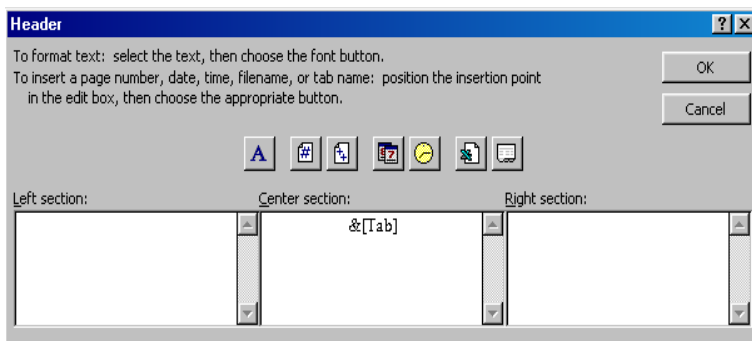 Header
To format text: select the text, then choose the font button.
To insert a page number, date, time, filename, or tab name: position the insertion point
in the edit box, then choose the appropriate button.
OK
Cancel
A
Left section:
Center section:
Right section:
&[Tab]